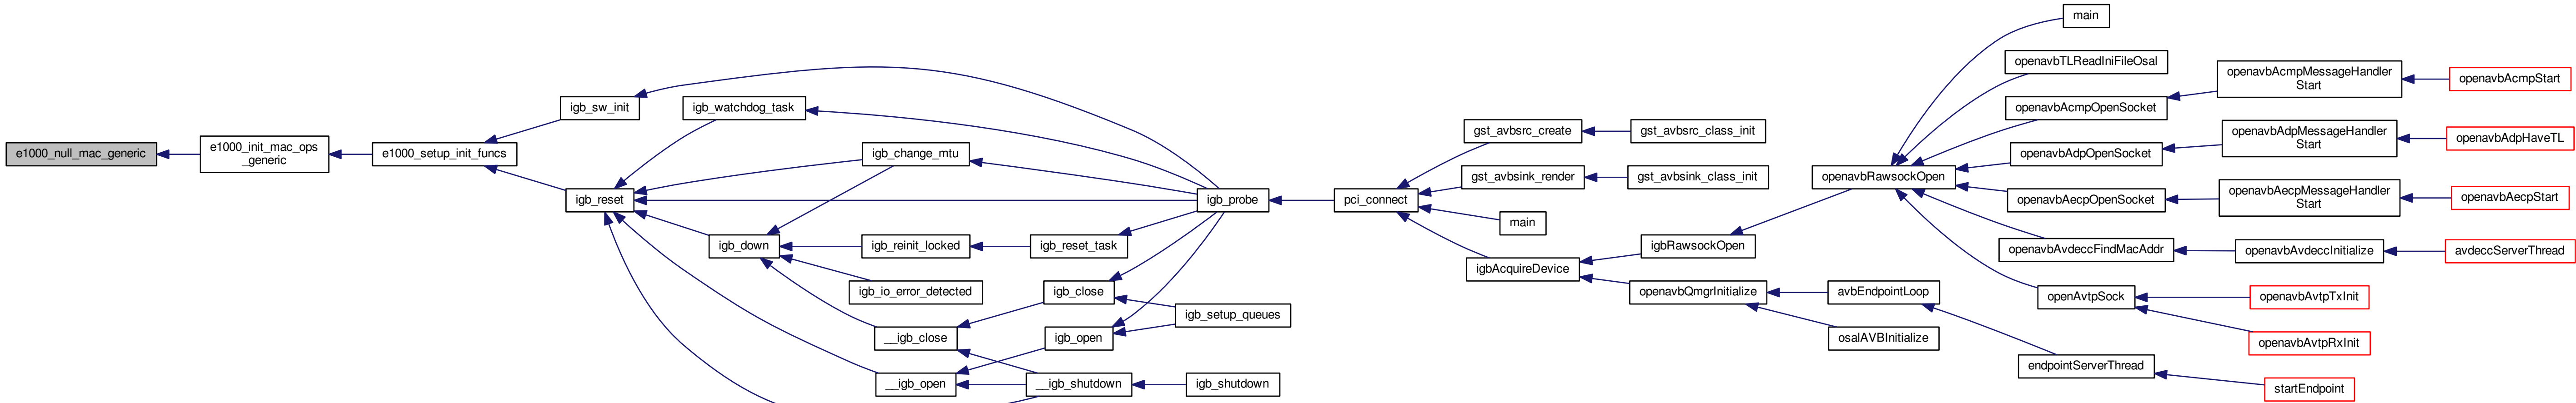 e1000_null_mac_generic
e1000_init_mac_ops
_generic
e1000_setup_init_funcs
igb_sw_init
igb_reset
igb_watchdog_task
igb_change_mtu
igb_down
igb_reinit_locked
igb_reset_task
igb_io_error_detected
__igb_close
igb_close
__igb_open
igb_open
__igb_shutdown
igb_shutdown
igb_setup_queues
igb_probe
pci_connect
gst_avbsrc_create
gst_avbsrc_class_init
gst_avbsink_render
gst_avbsink_class_init
main
igbAcquireDevice
igbRawsockOpen
openavbQmgrInitialize
avbEndpointLoop
osalAVBInitialize
endpointServerThread
startEndpoint
openavbRawsockOpen
main
openavbTLReadIniFileOsal
openavbAcmpOpenSocket
openavbAcmpMessageHandler
Start
openavbAcmpStart
openavbAdpOpenSocket
openavbAdpMessageHandler
Start
openavbAdpHaveTL
openavbAecpOpenSocket
openavbAecpMessageHandler
Start
openavbAecpStart
openavbAvdeccFindMacAddr
openavbAvdeccInitialize
avdeccServerThread
openAvtpSock
openavbAvtpTxInit
openavbAvtpRxInit